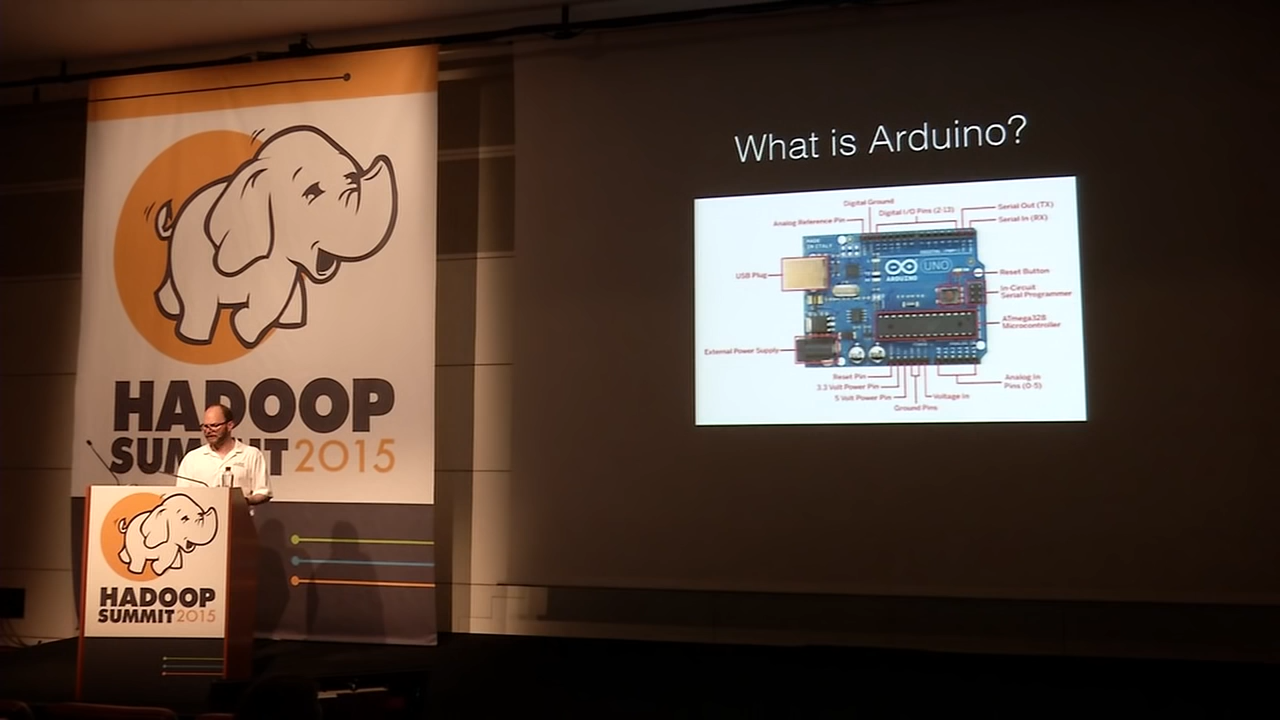 HADOOP
SUMMIT 2015
HADOOP
SUMMIT 2015
What is Arduino?
Digital Ground
Digital I/O Pins (2-13)
Serial Out (TX)
Serial In (RX)
Analog Reference Pin
MADE
IN ITALY
USB Plug
UNO
ARDUINO
Reset Button
In-Circuit
Serial Programmer
ATmega328
Microcontroller
External Power Supply
Reset Pin
3.3 Volt Power Pin
5 Volt Power Pin
Ground Pins
Voltage In
Analog In
Pins (0-5)